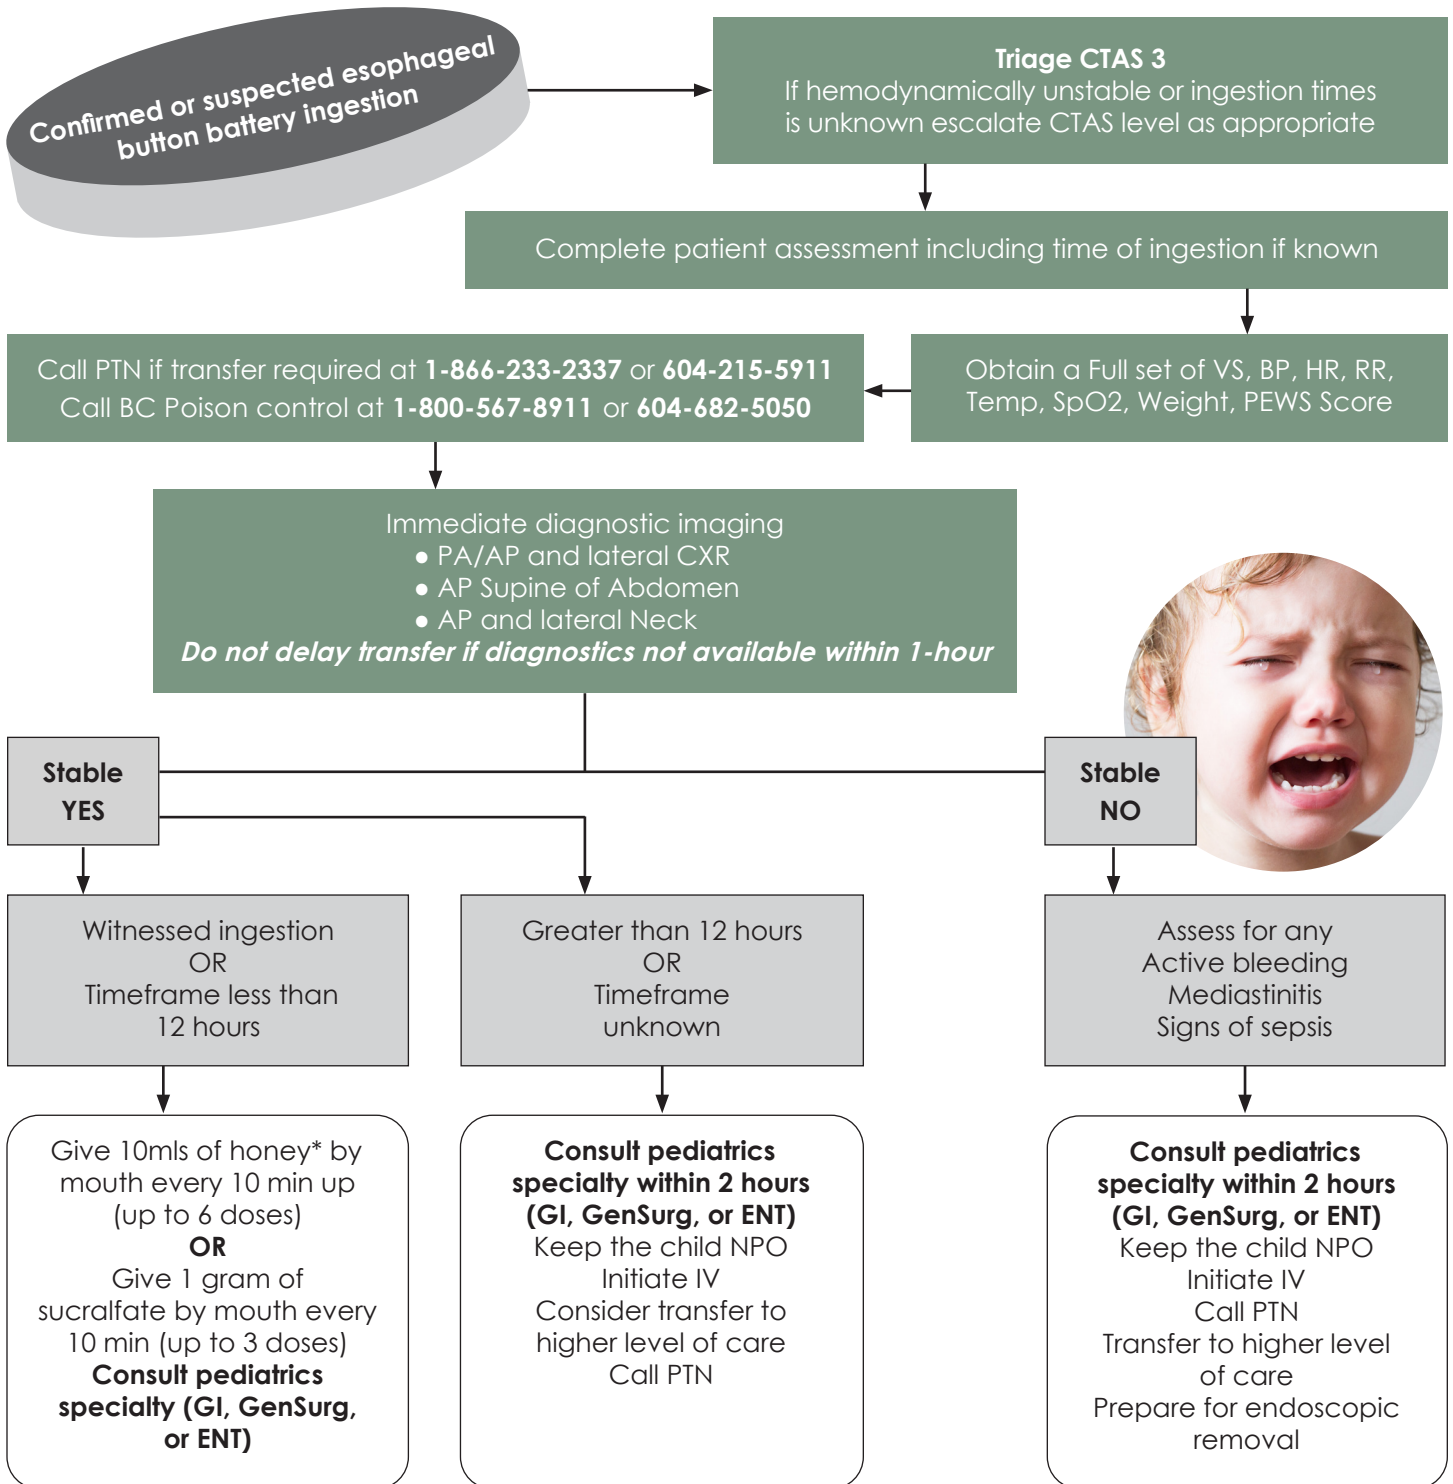 Confirmed or suspected esophageal
button battery ingestion
Triage CTAS 3
If hemodynamically unstable or ingestion times
is unknown escalate CTAS level as appropriate
Complete patient assessment including time of ingestion if known
Obtain a Full set of VS, BP, HR, RR,
Temp, SpO2, Weight, PEWS Score
Call PTN if transfer required at 1-866-233-2337 or 604-215-5911
Call BC Poison control at 1-800-567-8911 or 604-682-5050
Immediate diagnostic imaging
● PA/AP and lateral CXR
● AP Supine of Abdomen
● AP and lateral Neck
Do not delay transfer if diagnostics not available within 1-hour
Stable
YES
Stable
NO
Witnessed ingestion
OR
Timeframe less than
12 hours
Greater than 12 hours
OR
Timeframe
unknown
Assess for any
Active bleeding
Mediastinitis
Signs of sepsis
Give 10mls of honey* by
mouth every 10 min up
(up to 6 doses)
OR
Give 1 gram of
sucralfate by mouth every
10 min (up to 3 doses)
Consult pediatrics
specialty (GI, GenSurg,
or ENT)
Consult pediatrics
specialty within 2 hours
(GI, GenSurg, or ENT)
Keep the child NPO
Initiate IV
Consider transfer to
higher level of care
Call PTN
Consult pediatrics
specialty within 2 hours
(GI, GenSurg, or ENT)
Keep the child NPO
Initiate IV
Call PTN
Transfer to higher level
of care
Prepare for endoscopic
removal